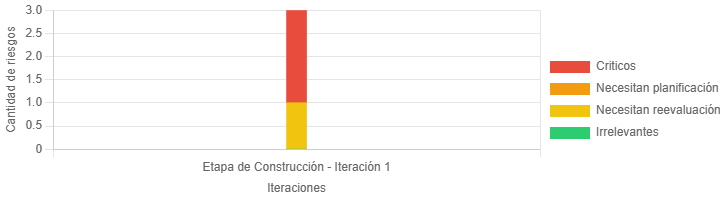 Cantidad de riesgos
3.0
2.5
2.0
1.5
1.0
0.5
0
Etapa de Construcción - Iteración 1
Iteraciones
Criticos
Necesitan planificación
Necesitan reevaluación
Irrelevantes